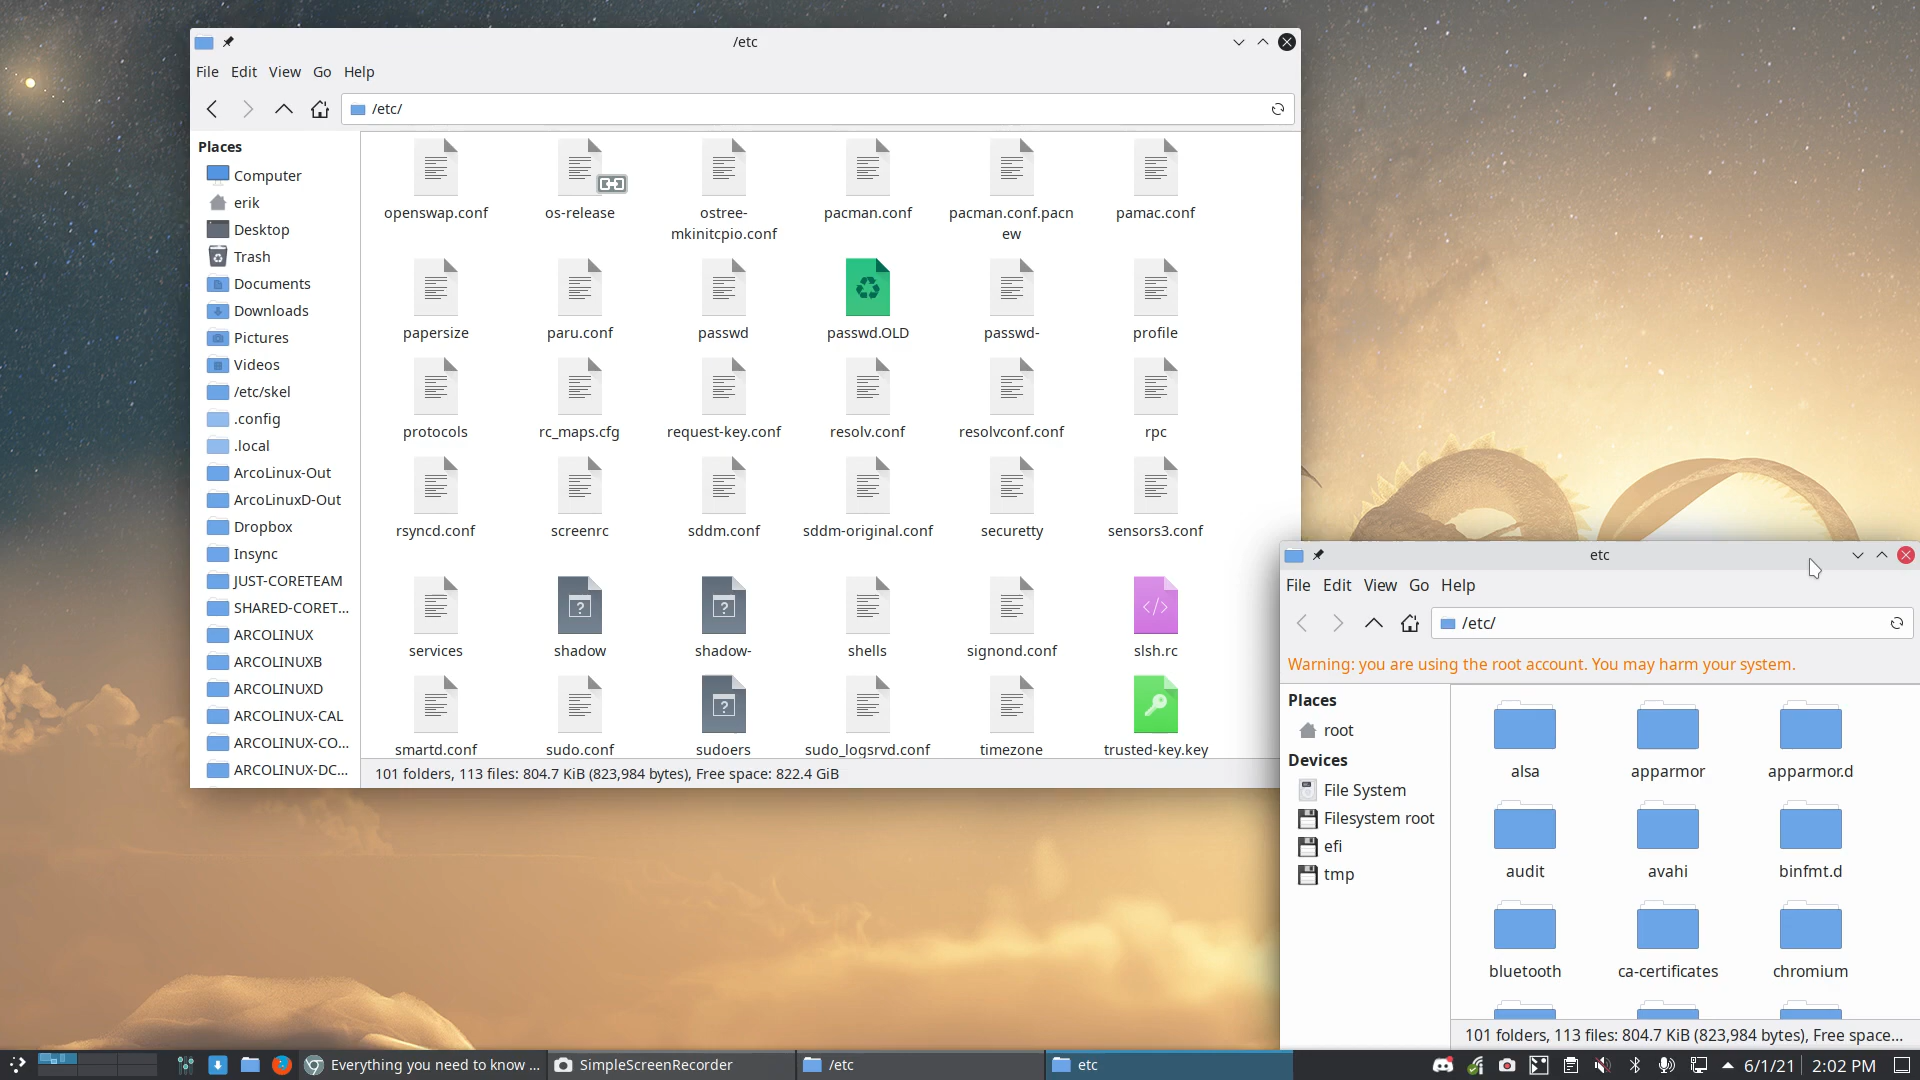 /etc
File Edit View Go Help
/etc/
Places
Computer
erik
Desktop
Trash
Documents
Downloads
Pictures
Videos
/etc/skel
.config
.local
ArcoLinux-Out
ArcoLinuxD-Out
Dropbox
Insync
JUST-CORETEAM
SHARED-CORET...
ARCOLINUX
ARCOLINUXB
ARCOLINUXD
ARCOLINUX-CAL
ARCOLINUX-CO...
ARCOLINUX-DC...
openswap.conf os-release ostree- pacman.conf pacman.conf.pacn pamac.conf
mkinitcpio.conf ew
papersize paru.conf passwd passwd.OLD passwd- profile
protocols rc_maps.cfg request-key.conf resolv.conf resolvconf.conf rpc
rsyncd.conf screenrc sddm.conf sddm-original.conf securetty sensors3.conf
services shadow shadow- shells signond.conf slsh.rc
smartd.conf sudo.conf sudoers sudo_logsrvd.conf timezone trusted-key.key
101 folders, 113 files: 804.7 KiB (823,984 bytes), Free space: 822.4 GiB
etc
File Edit View Go Help
/etc/
Warning: you are using the root account. You may harm your system.
Places
root
Devices
File System
Filesystem root
efi
tmp
alsa apparmor apparmor.d
audit avahi binfmt.d
bluetooth ca-certificates chromium
101 folders, 113 files: 804.7 KiB (823,984 bytes), Free space...
Everything you need to know ... SimpleScreenRecorder /etc etc 6/1/21 2:02 PM